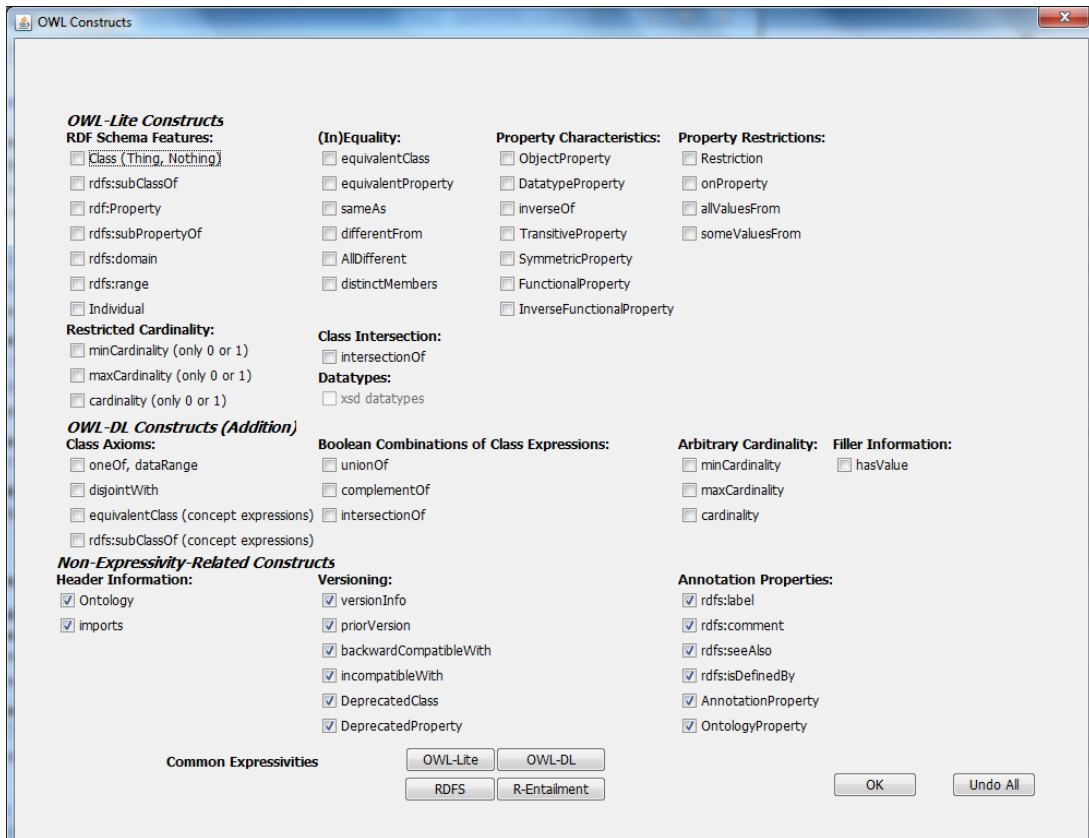 OWL Constructs
OWL-Lite Constructs
RDF Schema Features:
Class (Thing, Nothing)
rdfs:subClassOf
rdf:Property
rdfs:subPropertyOf
rdfs:domain
rdfs:range
Individual
(In)Equality:
equivalentClass
equivalentProperty
sameAs
differentFrom
AllDifferent
distinctMembers
Property Characteristics:
ObjectProperty
DatatypeProperty
inverseOf
TransitiveProperty
SymmetricProperty
FunctionalProperty
InverseFunctionalProperty
Property Restrictions:
Restriction
onProperty
allValuesFrom
someValuesFrom
Restricted Cardinality:
minCardinality (only 0 or 1)
maxCardinality (only 0 or 1)
cardinality (only 0 or 1)
Class Intersection:
intersectionOf
Datatypes:
xsd datatypes
OWL-DL Constructs (Addition)
Class Axioms:
oneOf, dataRange
disjointWith
equivalentClass (concept expressions)
rdfs:subClassOf (concept expressions)
Boolean Combinations of Class Expressions:
unionOf
complementOf
intersectionOf
Arbitrary Cardinality:
minCardinality
maxCardinality
cardinality
Filler Information:
hasValue
Non-Expressivity-Related Constructs
Header Information:
Ontology
imports
Versioning:
versionInfo
priorVersion
backwardCompatibleWith
incompatibleWith
DeprecatedClass
DeprecatedProperty
Annotation Properties:
rdfs:label
rdfs:comment
rdfs:seeAlso
rdfs:isDefinedBy
AnnotationProperty
OntologyProperty
Common Expressivities
OWL-Lite
OWL-DL
RDFS
R-Entailment
OK
Undo All